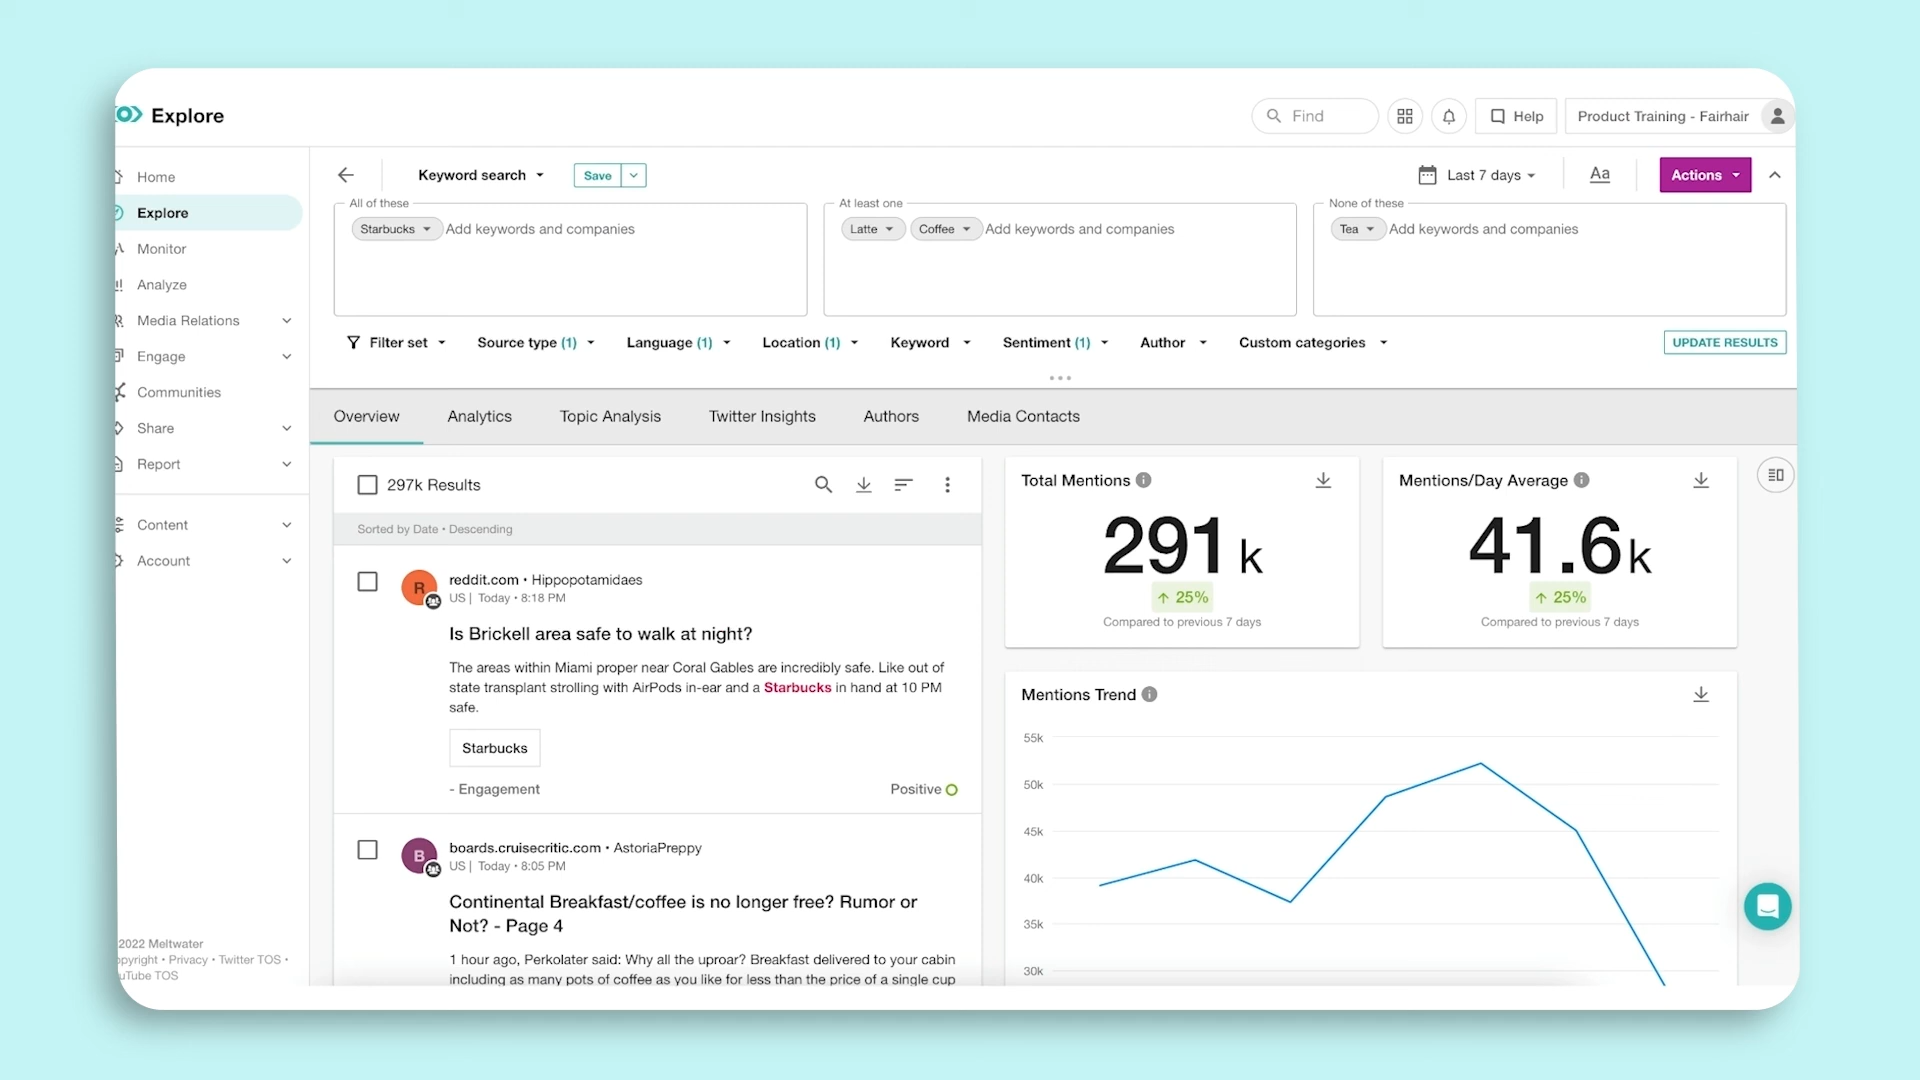 Explore
Find
Help
Product Training - Fairhair
Home
Explore
Monitor
Analyze
Media Relations
Engage
Communities
Share
Report
Content
Account
2022 Meltwater
opyright • Privacy • Twitter TOS •
uTube TOS
Keyword search
Save
Last 7 days
Aa
Actions
All of these
Starbucks Add keywords and companies
At least one
Latte Coffee Add keywords and companies
None of these
Tea Add keywords and companies
Filter set
Source type (1)
Language (1)
Location (1)
Keyword
Sentiment (1)
Author
Custom categories
UPDATE RESULTS
Overview
Analytics
Topic Analysis
Twitter Insights
Authors
Media Contacts
297k Results
Sorted by Date • Descending
R
reddit.com • Hippopotamidaes
US | Today • 8:18 PM
Is Brickell area safe to walk at night?
The areas within Miami proper near Coral Gables are incredibly safe. Like out of
state transplant strolling with AirPods in-ear and a Starbucks in hand at 10 PM
safe.
Starbucks
- Engagement
Positive
B
boards.cruisecritic.com • AstoriaPreppy
US | Today • 8:05 PM
Continental Breakfast/coffee is no longer free? Rumor or
Not? - Page 4
1 hour ago, Perkolater said: Why all the uproar? Breakfast delivered to your cabin
including as many pots of coffee as you like for less than the price of a single cup
Total Mentions
291 k
25%
Compared to previous 7 days
Mentions/Day Average
41.6k
25%
Compared to previous 7 days
Mentions Trend
55k
50k
45k
40k
35k
30k